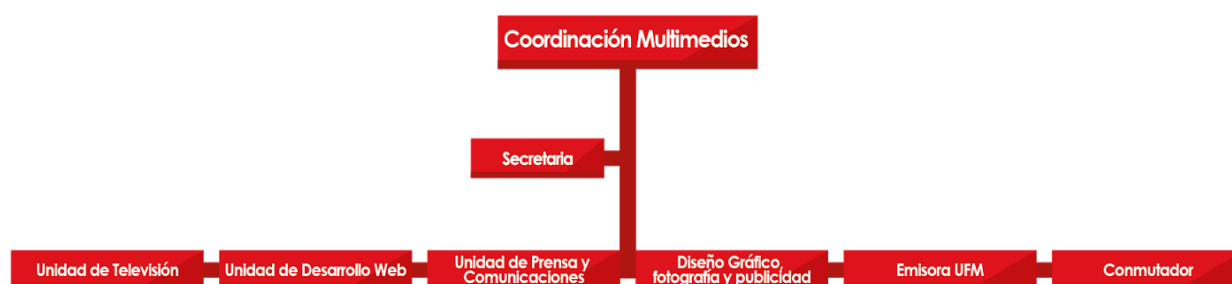 Coordinación Multimedios
Secretaria
Unidad de Televisión
Unidad de Desarrollo Web
Unidad de Prensa y
Comunicaciones
Diseño Gráfico,
fotografía y publicidad
Emisora UFM
Conmutador